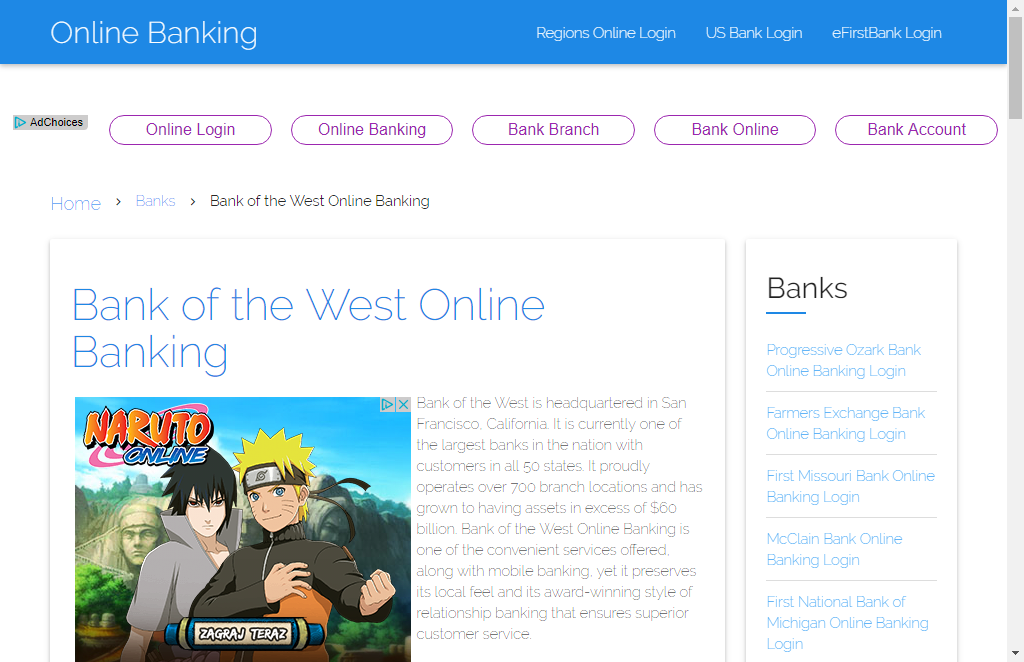 Online Banking
Regions Online Login
US Bank Login
eFirstBank Login
AdChoices
Online Login
Online Banking
Bank Branch
Bank Online
Bank Account
Home > Banks > Bank of the West Online Banking
Bank of the West Online
Banking
NARUTO
ONLINE
ZAGRAJ TERAZ
Bank of the West is headquartered in San
Francisco, California. It is currently one of
the largest banks in the nation with
customers in all 50 states. It proudly
operates over 700 branch locations and has
grown to having assets in excess of $60
billion. Bank of the West Online Banking is
one of the convenient services offered,
along with mobile banking, yet it preserves
its local feel and its award-winning style of
relationship banking that ensures superior
customer service.
Banks
Progressive Ozark Bank
Online Banking Login
Farmers Exchange Bank
Online Banking Login
First Missouri Bank Online
Banking Login
McClain Bank Online
Banking Login
First National Bank of
Michigan Online Banking
Login